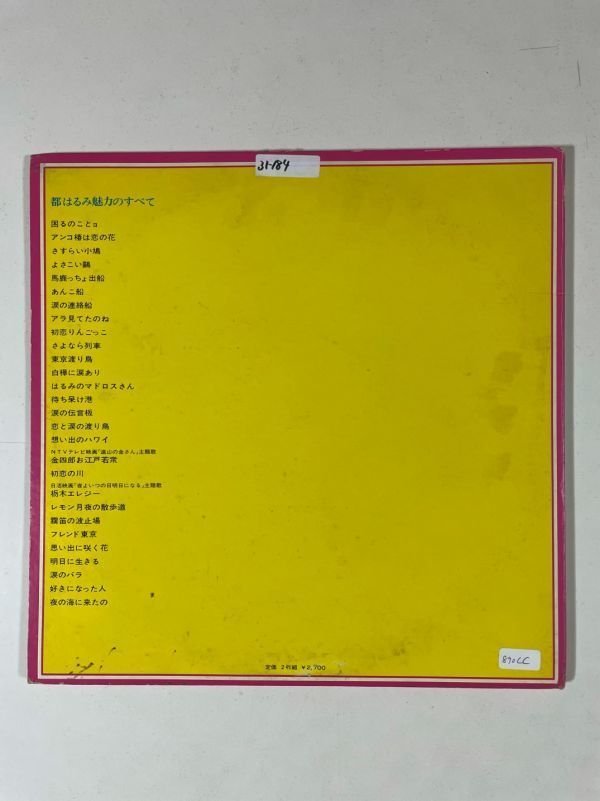 31-184
都はるみ魅力のすべて
困るのことョ
アンコ椿は恋の花
さすらい小鳩
よさこい鷗
馬鹿っちょ出船
あんこ船
涙の連絡船
アラ見てたのね
初恋りんごっこ
さよなら列車
東京渡り鳥
白樺に涙あり
はるみのマドロスさん
待ち呆け港
涙の伝言板
恋と涙の渡り鳥
想い出のハワイ
NTVテレビ映画「遠山の金さん」主題歌
金四郎お江戸若衆
初恋の川
日活映画「夜よいつの日明日になる」主題歌
栃木エレジー
レモン月夜の散歩道
霧笛の波止場
フレンド東京
思い出に咲く花
明日に生きる
涙のバラ
好きになった人
夜の海に来たの
定価 2枚組 ¥2,700